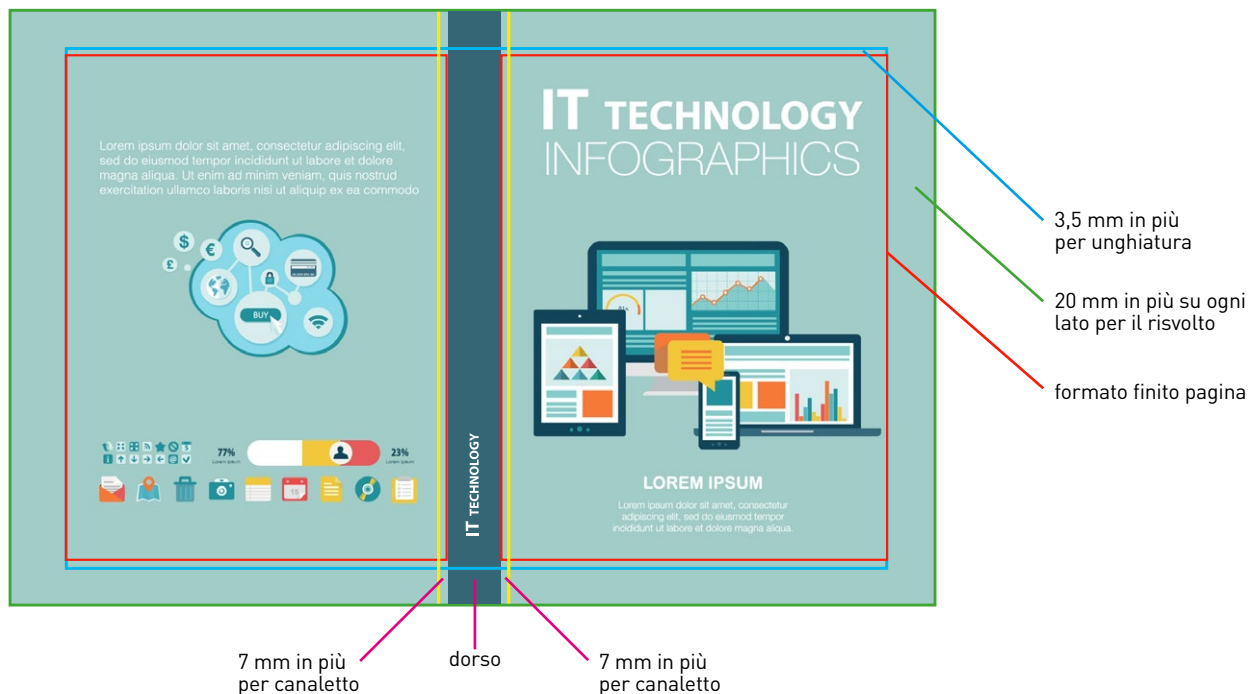 Lorem ipsum dolor sit amet, consectetur adipiscing elit,
sed do eiusmod tempor incididunt ut labore et dolore
magna aliqua. Ut enim ad minim veniam, quis nostrud
exercitation ullamco laboris nisi ut aliquip ex ea commodo
$
€
£
BUY
77%
Lorem ipsum
23%
Lorem ipsum
15
IT TECHNOLOGY
IT TECHNOLOGY
INFOGRAPHICS
LOREM IPSUM
Lorem ipsum dolor sit amet, consectetur
adipiscing elit, sed do eiusmod tempor
incididunt ut labore et dolore magna aliqua.
3,5 mm in più
per unghiatura
20 mm in più su ogni
lato per il risvolto
formato finito pagina
7 mm in più
per canaletto
dorso
7 mm in più
per canaletto